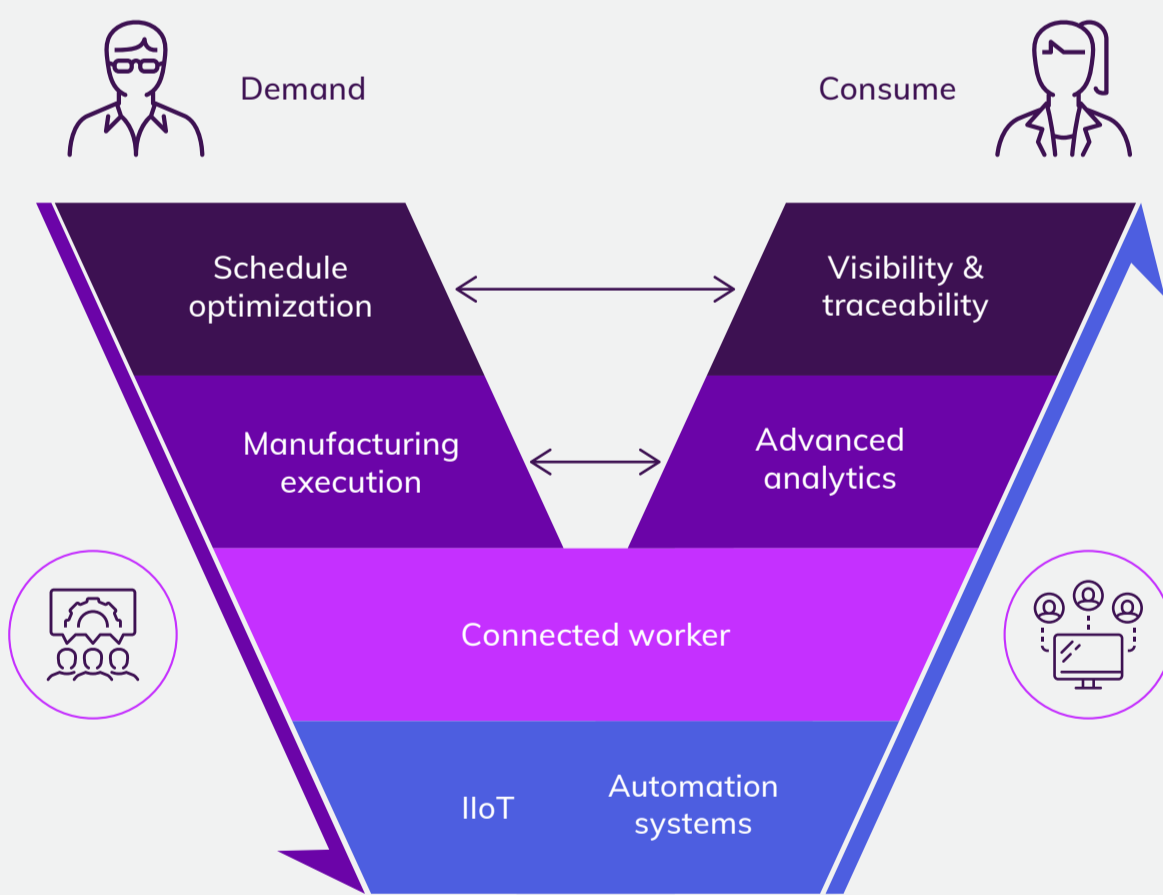 Demand
Consume
Schedule
optimization
Visibility &
traceability
Manufacturing
execution
Advanced
analytics
Connected worker
IIoT
Automation
systems